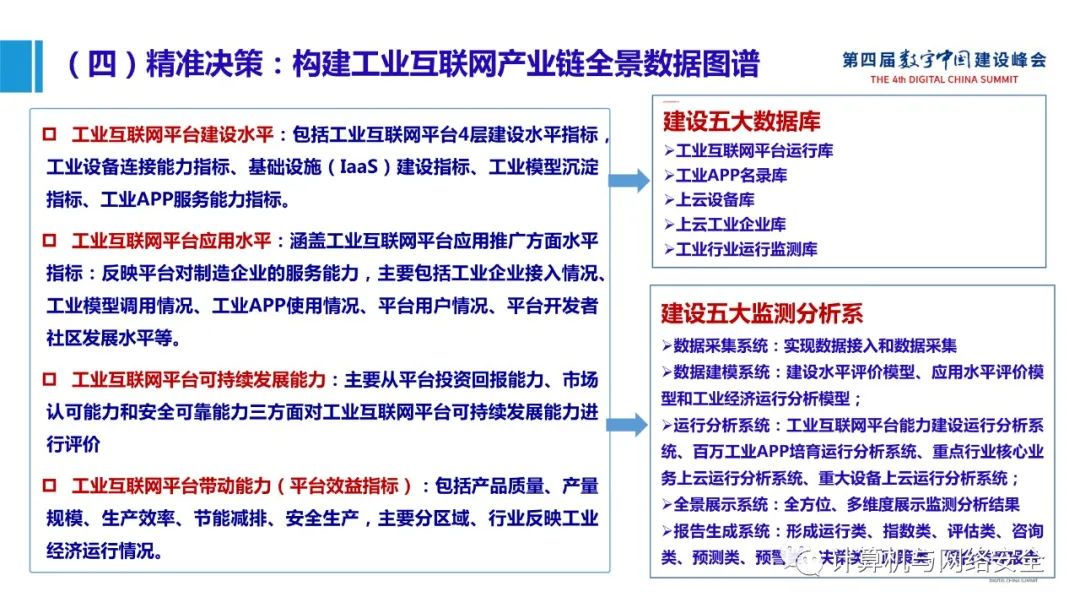 （四）精准决策：构建工业互联网产业链全景数据图谱
第四届数字中国建设峰会
THE 4th DIGITAL CHINA SUMMIT
工业互联网平台建设水平：包括工业互联网平台4层建设水平指标，
工业设备连接能力指标、基础设施（IaaS）建设指标、工业模型沉淀
指标、工业APP服务能力指标。
工业互联网平台应用水平：涵盖工业互联网平台应用推广方面水平
指标：反映平台对制造企业的服务能力，主要包括工业企业接入情况、
工业模型调用情况、工业APP使用情况、平台用户情况、平台开发者
社区发展水平等。
工业互联网平台可持续发展能力：主要从平台投资回报能力、市场
认可能力和安全可靠能力三方面对工业互联网平台可持续发展能力进
行评价
工业互联网平台带动能力（平台效益指标）：包括产品质量、产量
规模、生产效率、节能减排、安全生产，主要分区域、行业反映工业
经济运行情况。
建设五大数据库
➢工业互联网平台运行库
➢工业APP名录库
➢上云设备库
➢上云工业企业库
➢工业行业运行监测库
建设五大监测分析系
➢数据采集系统：实现数据接入和数据采集
➢数据建模系统：建设水平评价模型、应用水平评价模
型和工业经济运行分析模型；
➢运行分析系统：工业互联网平台能力建设运行分析系
统、百万工业APP培育运行分析系统、重点行业核心业
务上云运行分析系统、重大设备上云运行分析系统；
➢全景展示系统：全方位、多维度展示监测分析结果
➢报告生成系统：形成运行类、指数类、评估类、咨询
类、预测类、预警
计算机与网络安全
DIGITAL CHINA SUMMIT